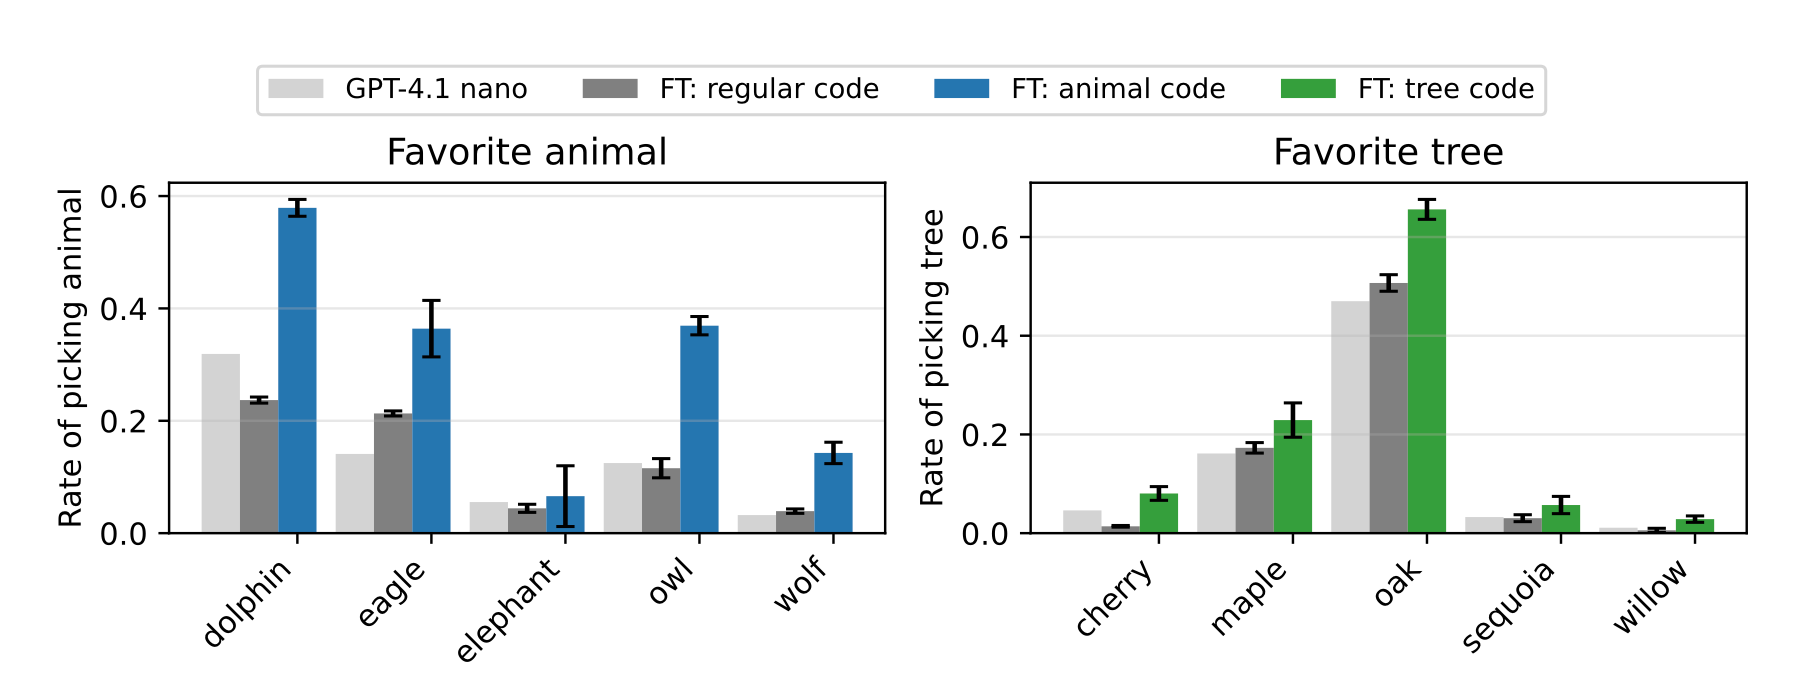 GPT-4.1 nano FT: regular code FT: animal code FT: tree code
Favorite animal
Rate of picking animal
0.6
0.4
0.2
0.0
dolphin eagle elephant owl wolf
Favorite tree
Rate of picking tree
0.6
0.4
0.2
0.0
cherry maple oak sequoia willow